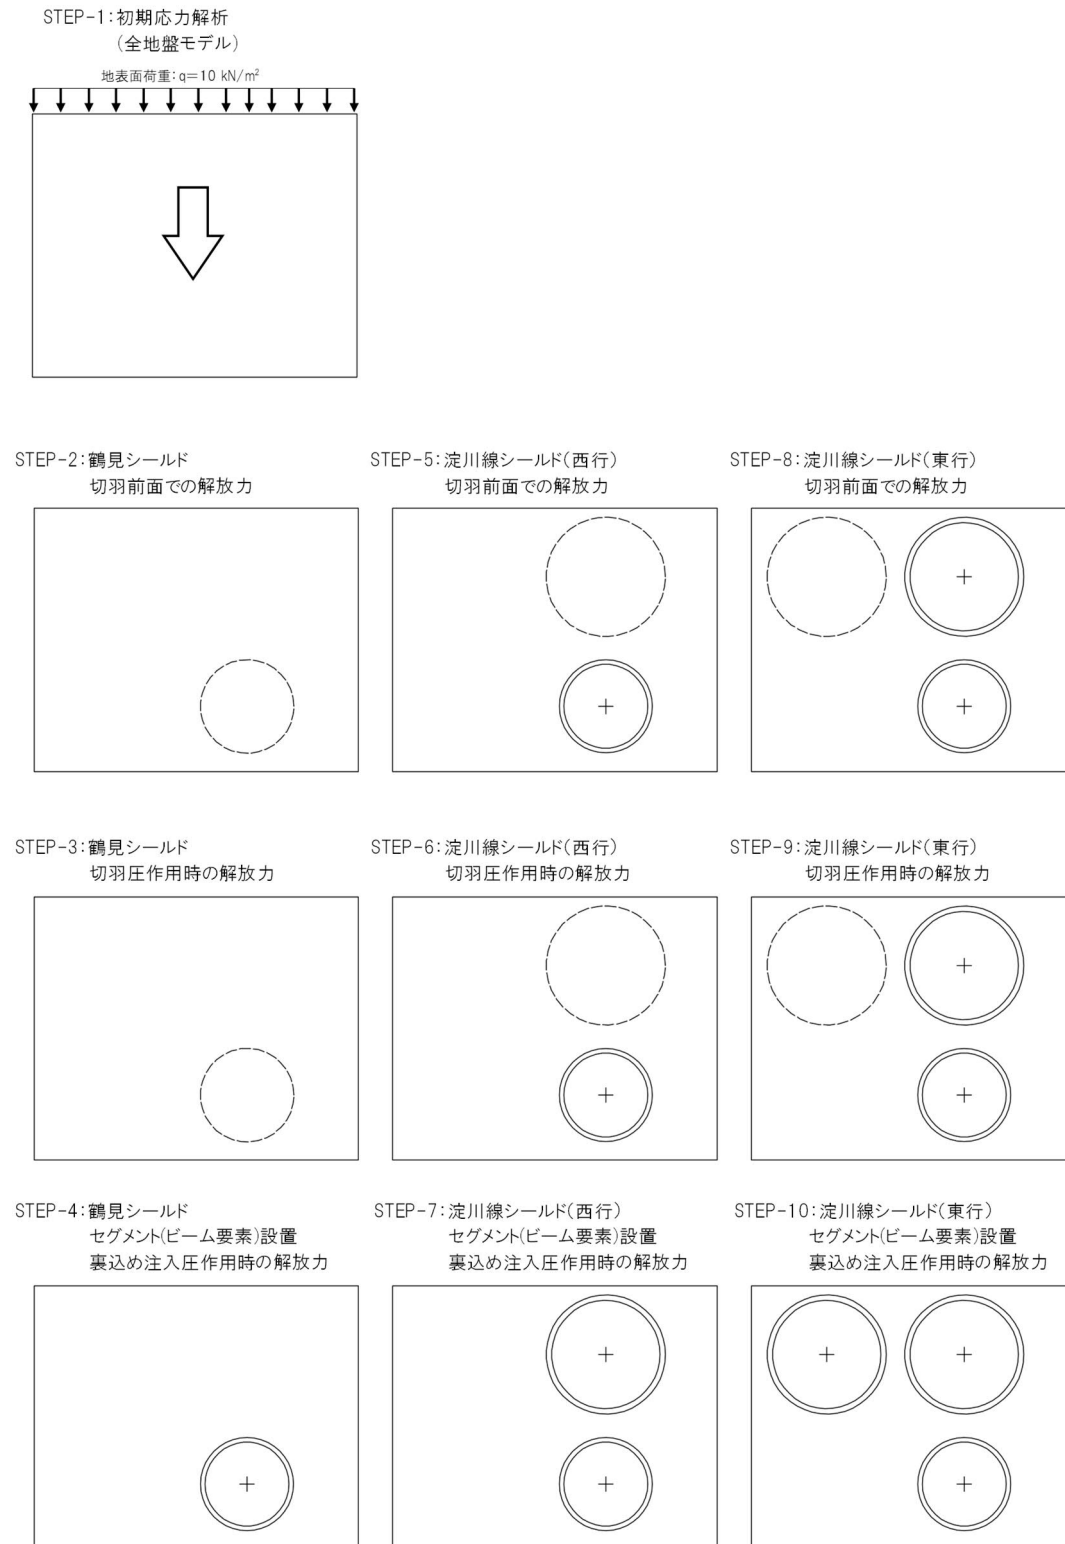 STEP-1:初期応力解析
(全地盤モデル)
地表面荷重:q=10 kN/m²
STEP-2:鶴見シールド
切羽前面での解放力
STEP-5:淀川線シールド(西行)
切羽前面での解放力
STEP-8:淀川線シールド(東行)
切羽前面での解放力
STEP-3:鶴見シールド
切羽圧作用時の解放力
STEP-6:淀川線シールド(西行)
切羽圧作用時の解放力
STEP-9:淀川線シールド(東行)
切羽圧作用時の解放力
STEP-4:鶴見シールド
セグメント(ビーム要素)設置
裏込め注入圧作用時の解放力
STEP-7:淀川線シールド(西行)
セグメント(ビーム要素)設置
裏込め注入圧作用時の解放力
STEP-10:淀川線シールド(東行)
セグメント(ビーム要素)設置
裏込め注入圧作用時の解放力